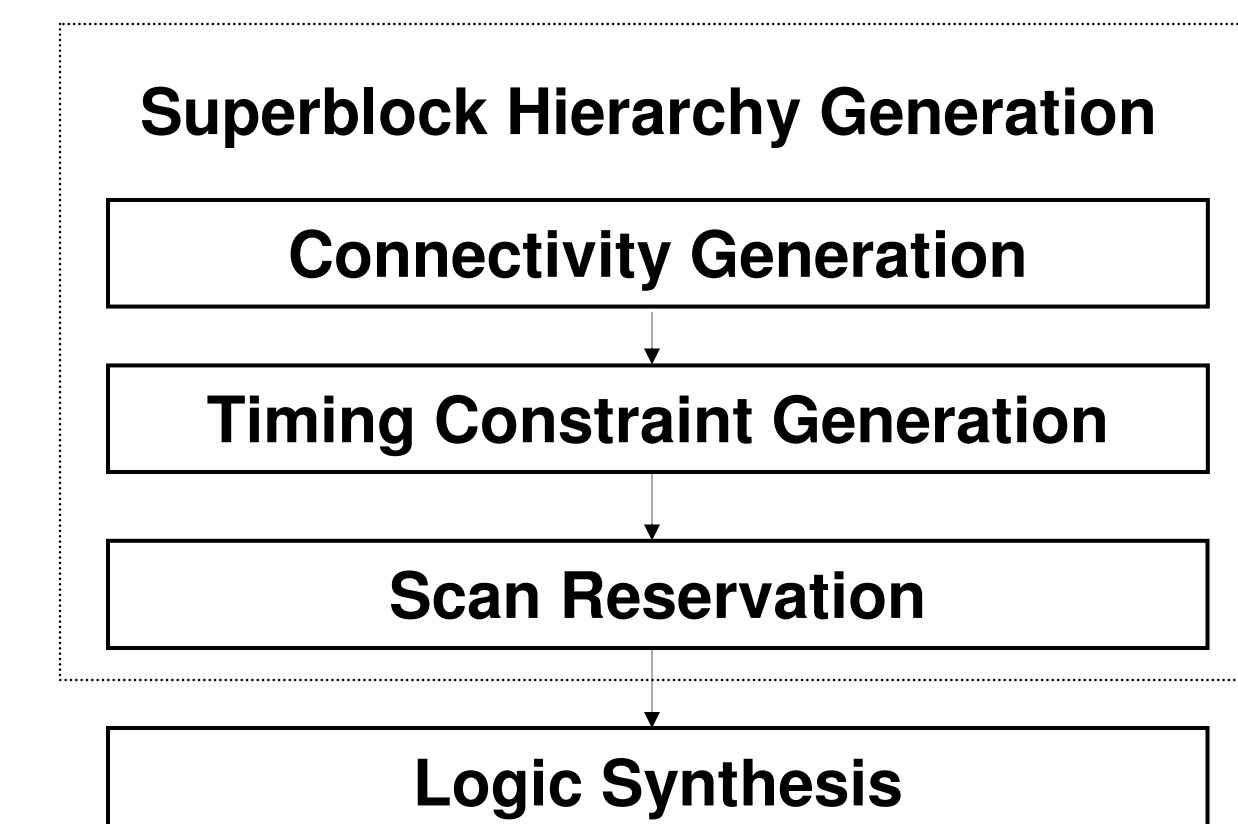 Superblock Hierarchy Generation
Connectivity Generation
Timing Constraint Generation
Scan Reservation
Logic Synthesis